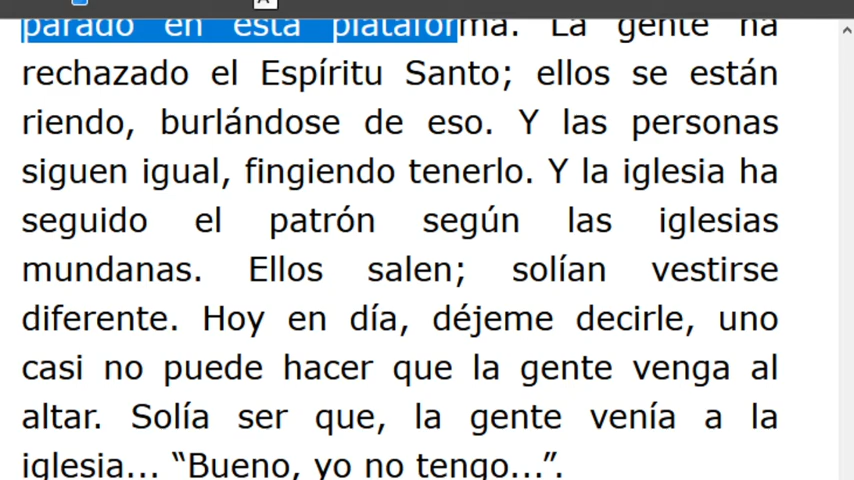 parado en esta plataforma. La gente ha
rechazado el Espíritu Santo; ellos se están
riendo, burlándose de eso. Y las personas
siguen igual, fingiendo tenerlo. Y la iglesia ha
seguido el patrón según las iglesias
mundanas. Ellos salen; solían vestirse
diferente. Hoy en día, déjeme decirle, uno
casi no puede hacer que la gente venga al
altar. Solía ser que, la gente venía a la
iglesia... “Bueno, yo no tengo...”.